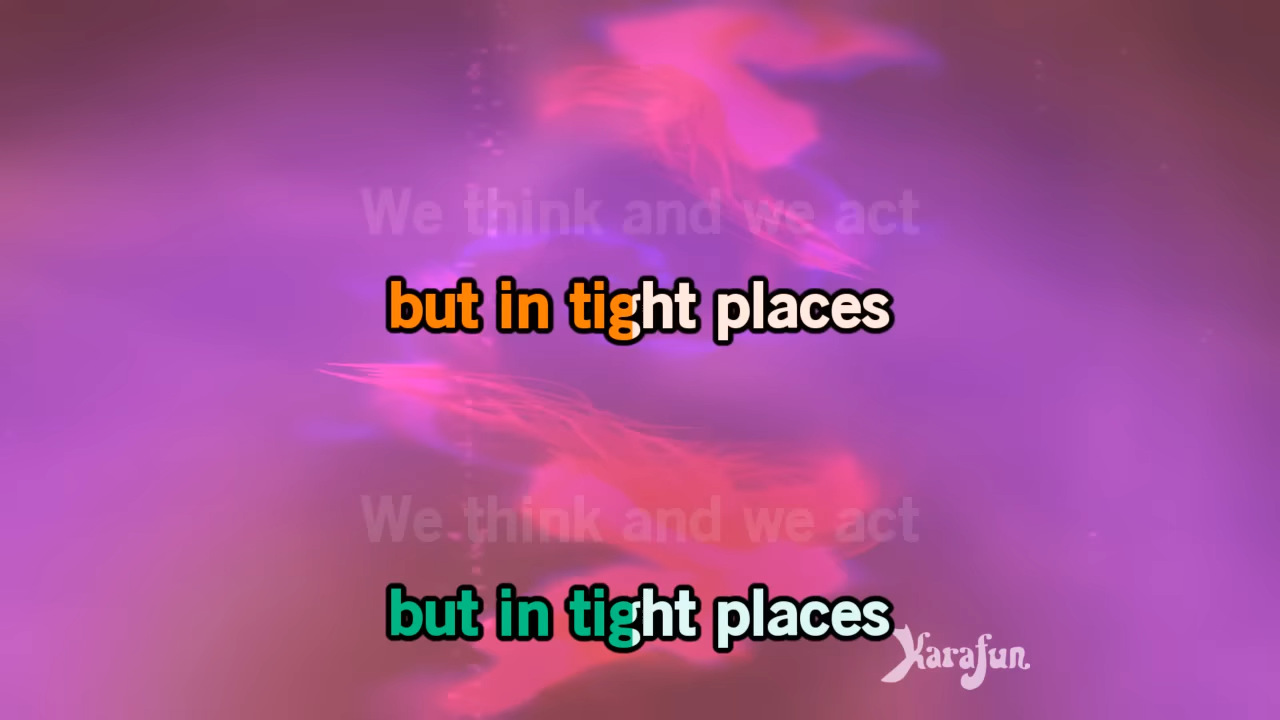 We think and we act
but in tight places
We think and we act
but in tight places
Karafun